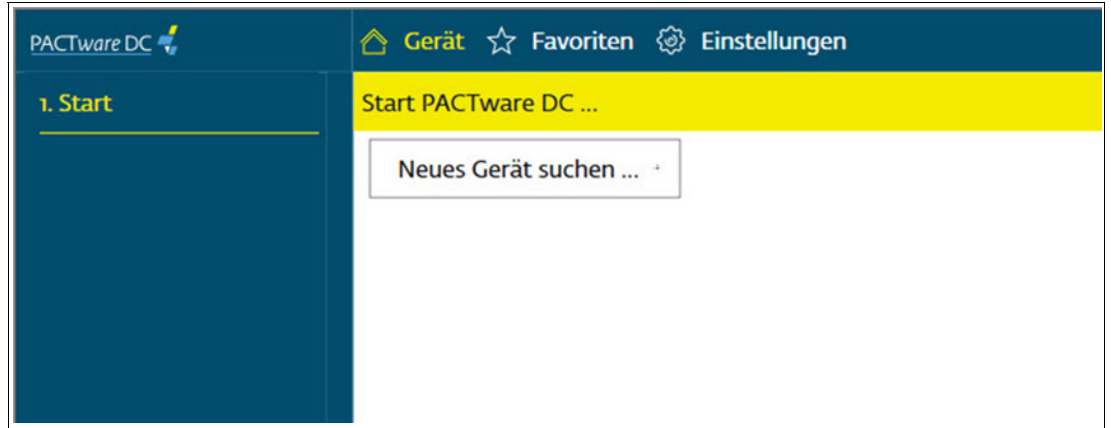 PACTware DC
Gerät Favoriten Einstellungen
1. Start
Start PACTware DC ...
Neues Gerät suchen ...